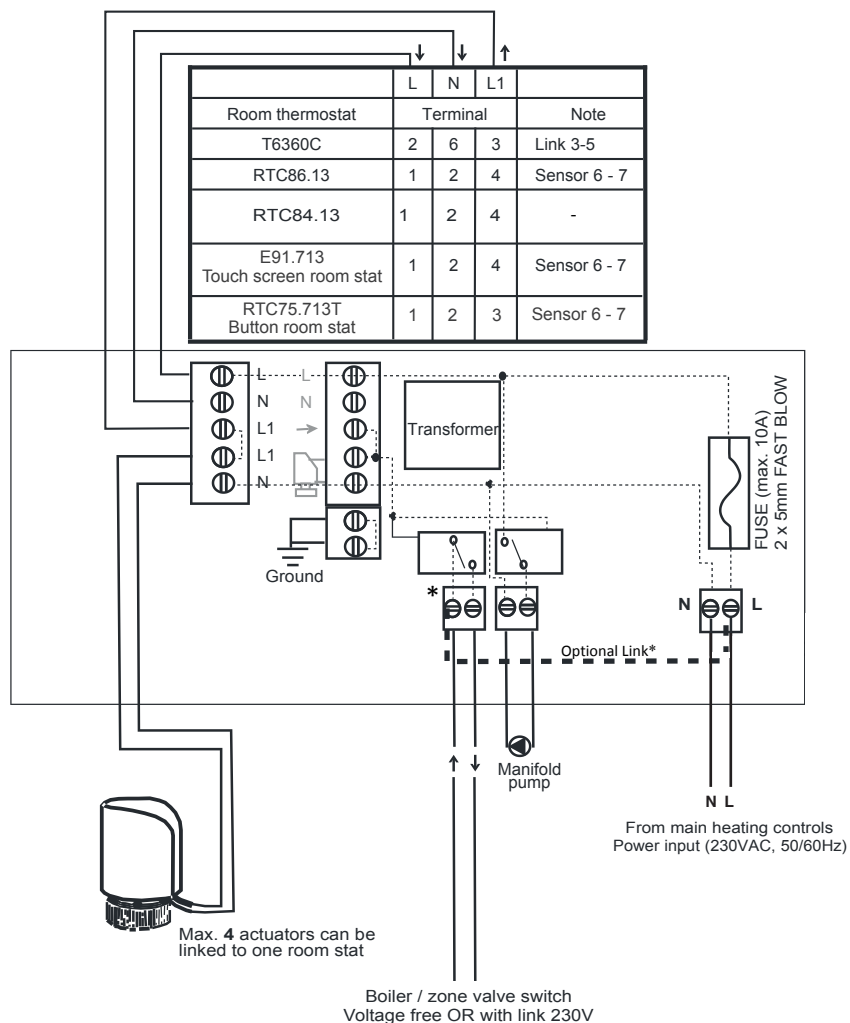 L N L1
Room thermostat Terminal Note
T6360C 2 6 3 Link 3-5
RTC86.13 1 2 4 Sensor 6 - 7
RTC84.13 1 2 4 -
E91.713
Touch screen room stat 1 2 4 Sensor 6 - 7
RTC75.713T
Button room stat 1 2 3 Sensor 6 - 7
L L
N N
L1
L1
N
Transformer
FUSE (max. 10A)
2 x 5mm FAST BLOW
Ground
*
N L
Optional Link*
Manifold
pump
N L
From main heating controls
Power input (230VAC, 50/60Hz)
Max. 4 actuators can be
linked to one room stat
Boiler / zone valve switch
Voltage free OR with link 230V